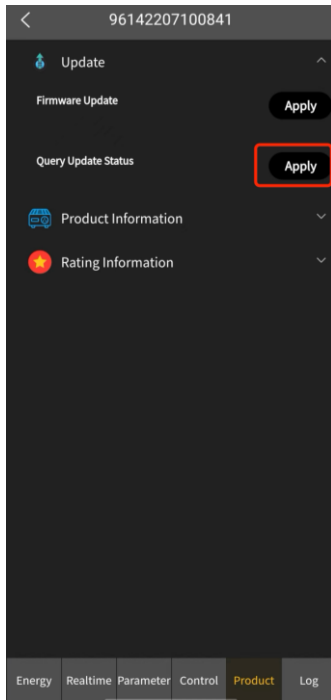 96142207100841
Update
Firmware Update Apply
Query Update Status Apply
Product Information
Rating Information
Energy Realtime Parameter Control Product Log